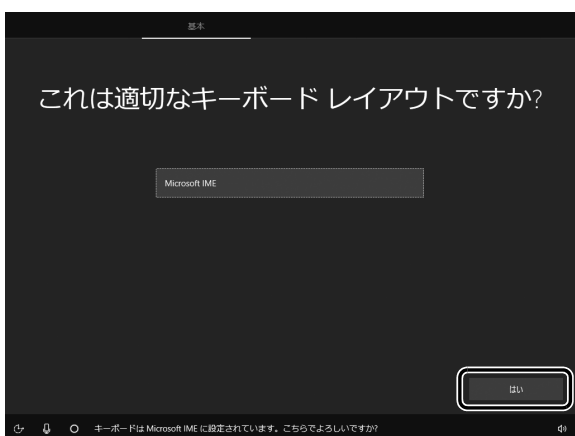 基本
これは適切なキーボード レイアウトですか?
Microsoft IME
はい
キーボードは Microsoft IME に設定されています。こちらでよろしいですか?